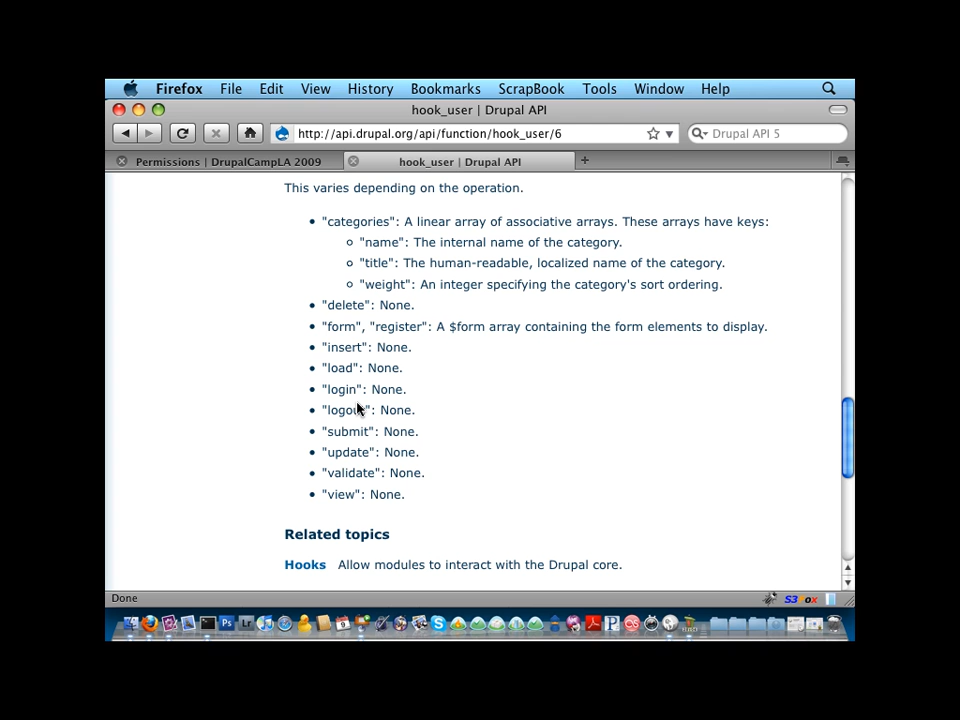 Firefox File Edit View History Bookmarks ScrapBook Tools Window Help
hook_user | Drupal API
http://api.drupal.org/api/function/hook_user/6 Drupal API 5
Permissions | DrupalCampLA 2009 hook_user | Drupal API
This varies depending on the operation.
• "categories": A linear array of associative arrays. These arrays have keys:
"name": The internal name of the category.
"title": The human-readable, localized name of the category.
"weight": An integer specifying the category's sort ordering.
• "delete": None.
• "form", "register": A $form array containing the form elements to display.
• "insert": None.
• "load": None.
• "login": None.
• "logout": None.
• "submit": None.
• "update": None.
• "validate": None.
• "view": None.
Related topics
Hooks Allow modules to interact with the Drupal core.
Done S3Fox
Ps Lr